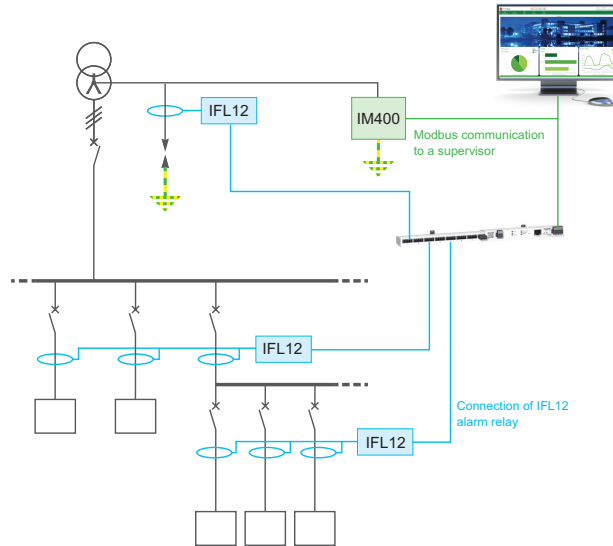 IFL12
IM400
Modbus communication
to a supervisor
IFL12
Connection of IFL12
alarm relay
IFL12